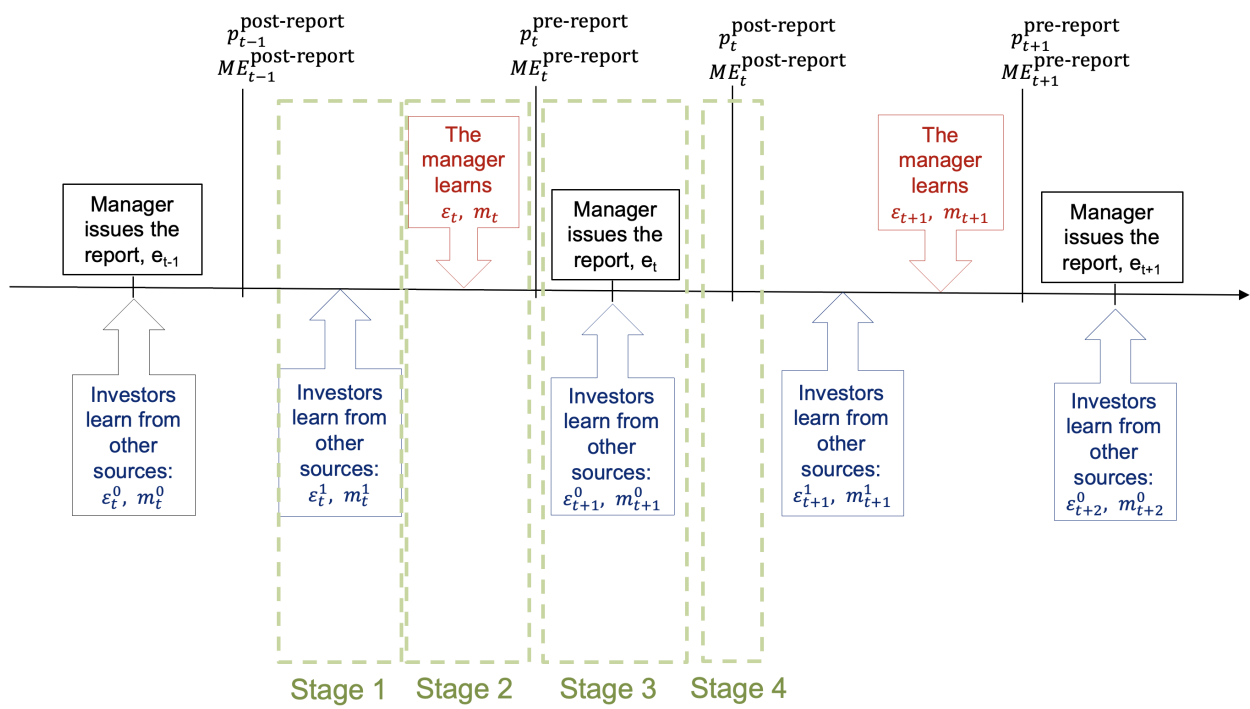 p_{t−1}^{post-report}
ME_{t−1}^{post-report}
p_t^{pre-report}
ME_t^{pre-report}
p_t^{post-report}
ME_t^{post-report}
p_{t+1}^{pre-report}
ME_{t+1}^{pre-report}
Manager
issues the
report, e_{t-1}
The
manager
learns
ε_t, m_t
Manager
issues the
report, e_t
The
manager
learns
ε_{t+1}, m_{t+1}
Manager
issues the
report, e_{t+1}
Investors
learn from
other
sources:
ε_t^0, m_t^0
Investors
learn from
other
sources:
ε_t^1, m_t^1
Investors
learn from
other
sources:
ε_{t+1}^0, m_{t+1}^0
Investors
learn from
other
sources:
ε_{t+1}^1, m_{t+1}^1
Investors
learn from
other
sources:
ε_{t+2}^0, m_{t+2}^0
Stage 1
Stage 2
Stage 3
Stage 4